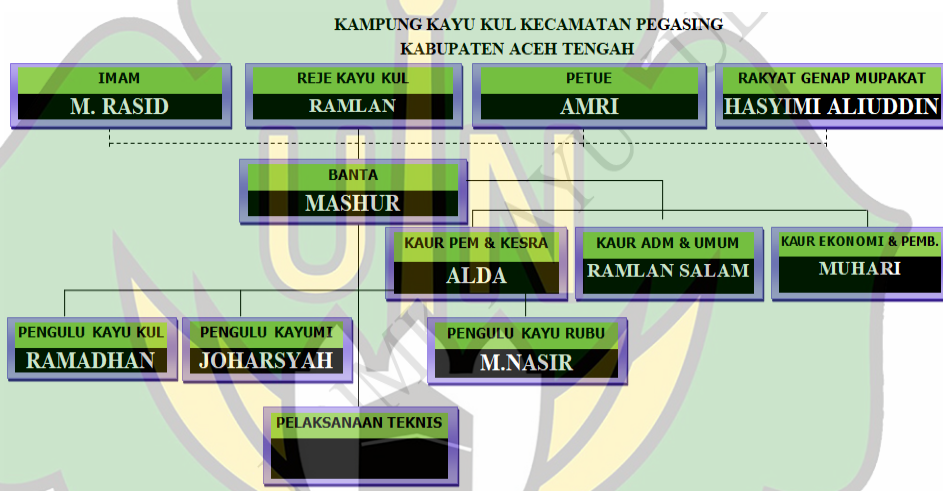 KAMPUNG KAYU KUL KECAMATAN PEGASING
KABUPATEN ACEH TENGAH
IMAM
M. RASID
REJE KAYU KUL
RAMLAN
PETUE
AMRI
RAKYAT GENAP MUPAKAT
HASYIMI ALIUDDIN
BANTA
MASHUR
KAUR PEM & KESRA
ALDA
KAUR ADM & UMUM
RAMLAN SALAM
KAUR EKONOMI & PEMB.
MUHARI
PENGULU KAYU KUL
RAMADHAN
PENGULU KAYUMI
JOHARSYAH
PENGULU KAYU RUBU
M.NASIR
PELAKSANAAN TEKNIS
UIN